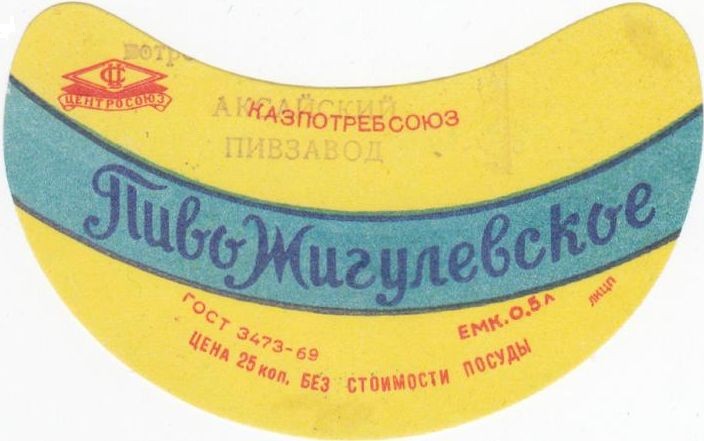 ЦЕНТРОСОЮЗ
АКСАЙСКИЙ
КАЗПОТРЕБСОЮЗ
ПИВЗАВОД
Пиво Жигулевское
ГОСТ 3473-69
ЕМК. 0,5 л
ЛКЦП
ЦЕНА 25 коп. БЕЗ СТОИМОСТИ ПОСУДЫ